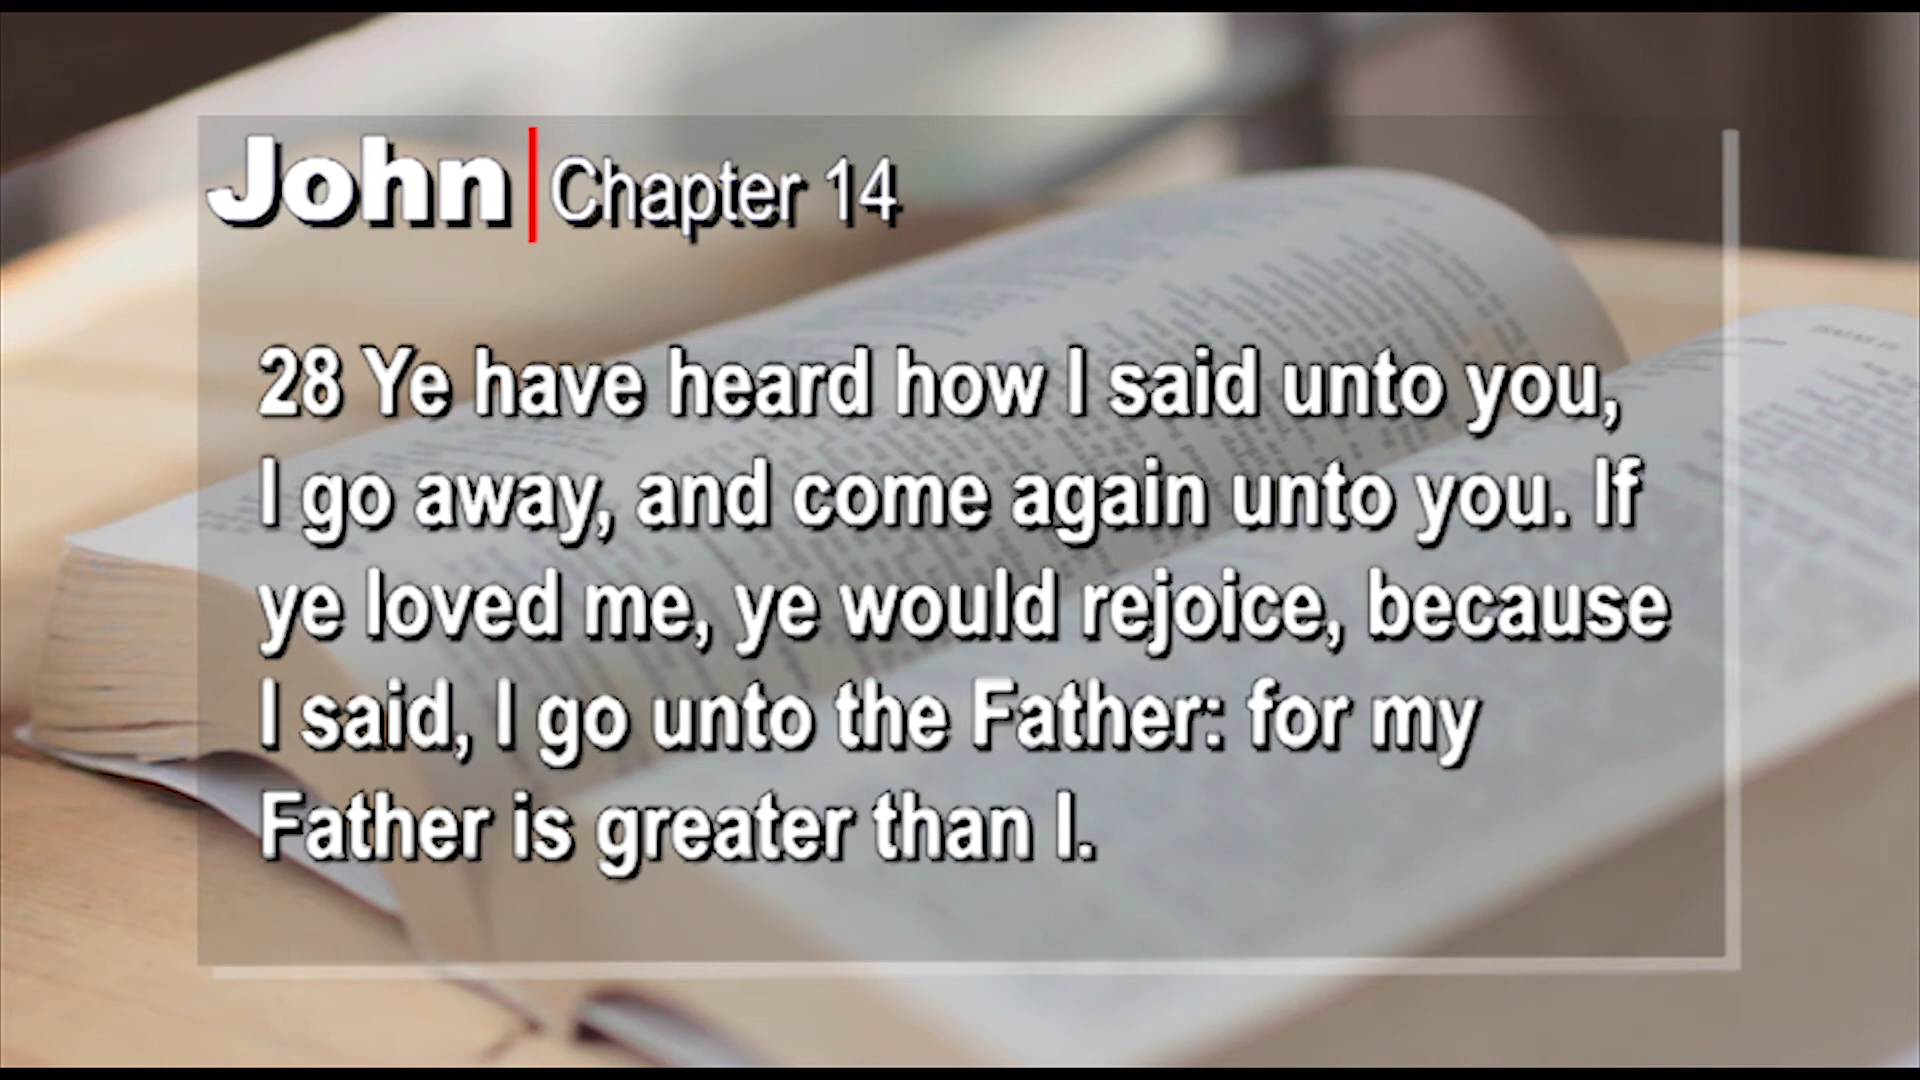 John | Chapter 14
28 Ye have heard how I said unto you,
I go away, and come again unto you. If
ye loved me, ye would rejoice, because
I said, I go unto the Father: for my
Father is greater than I.